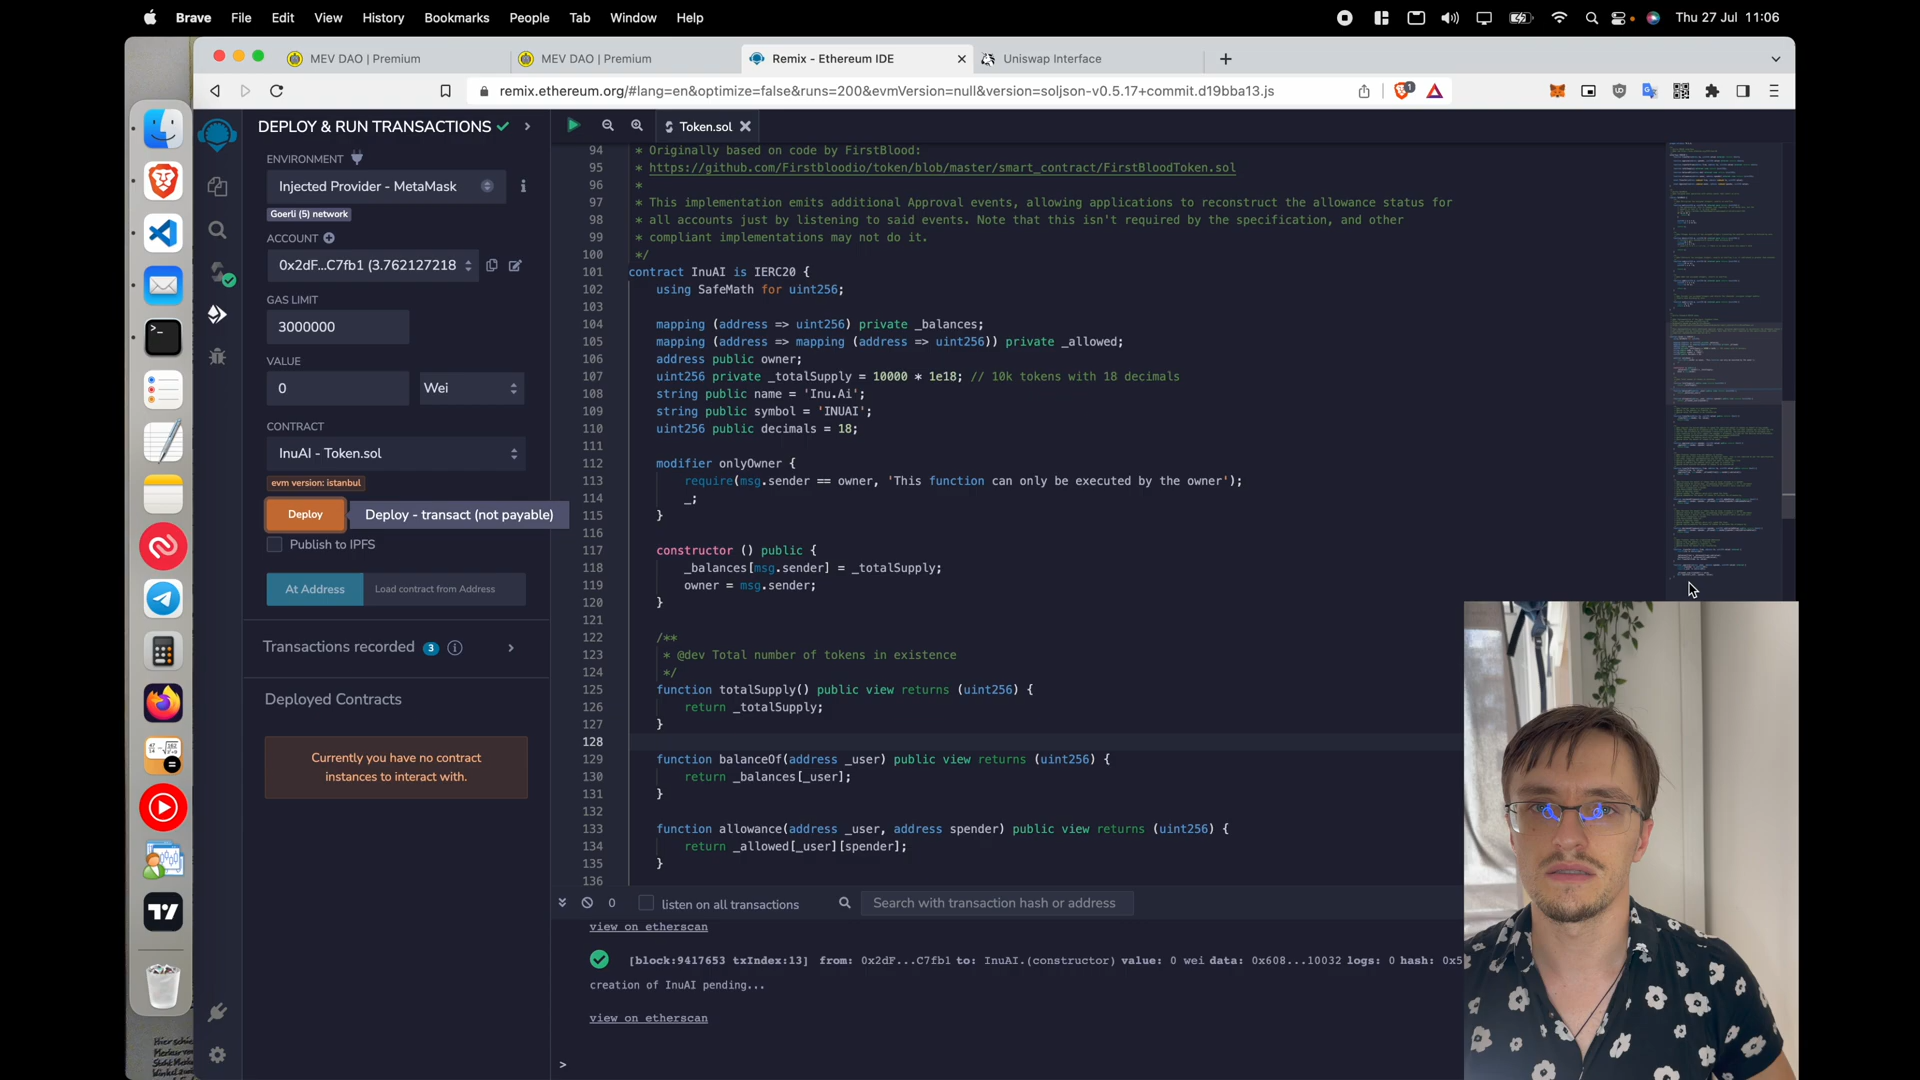 Brave File Edit View History Bookmarks People Tab Window Help
Thu 27 Jul 11:06
MEV DAO | Premium
MEV DAO | Premium
Remix - Ethereum IDE
Uniswap Interface
remix.ethereum.org/#lang=en&optimize=false&runs=200&evmVersion=null&version=soljson-v0.5.17+commit.d19bba13.js
DEPLOY & RUN TRANSACTIONS
ENVIRONMENT
Injected Provider - MetaMask
Goerli (5) network
ACCOUNT
0x2dF...C7fb1 (3.762127218
GAS LIMIT
3000000
VALUE
0
Wei
CONTRACT
InuAI - Token.sol
evm version: istanbul
Deploy
Deploy - transact (not payable)
Publish to IPFS
At Address
Load contract from Address
Transactions recorded 3
Deployed Contracts
Currently you have no contract
instances to interact with.
Token.sol
94 * Originally based on code by FirstBlood:
95 * https://github.com/Firstbloodio/token/blob/master/smart_contract/FirstBloodToken.sol
96 *
97 * This implementation emits additional Approval events, allowing applications to reconstruct the allowance status for
98 * all accounts just by listening to said events. Note that this isn't required by the specification, and other
99 * compliant implementations may not do it.
100 */
101 contract InuAI is IERC20 {
102 using SafeMath for uint256;
103
104 mapping (address => uint256) private _balances;
105 mapping (address => mapping (address => uint256)) private _allowed;
106 address public owner;
107 uint256 private _totalSupply = 10000 * 1e18; // 10k tokens with 18 decimals
108 string public name = 'Inu.Ai';
109 string public symbol = 'INUAI';
110 uint256 public decimals = 18;
111
112 modifier onlyOwner {
113 require(msg.sender == owner, 'This function can only be executed by the owner');
114 _;
115 }
116
117 constructor () public {
118 _balances[msg.sender] = _totalSupply;
119 owner = msg.sender;
120 }
121
122 /**
123 * @dev Total number of tokens in existence
124 */
125 function totalSupply() public view returns (uint256) {
126 return _totalSupply;
127 }
128
129 function balanceOf(address _user) public view returns (uint256) {
130 return _balances[_user];
131 }
132
133 function allowance(address _user, address spender) public view returns (uint256) {
134 return _allowed[_user][spender];
135 }
136
0
listen on all transactions
Search with transaction hash or address
view on etherscan
[block:9417653 txIndex:13] from: 0x2dF...C7fb1 to: InuAI.(constructor) value: 0 wei data: 0x608...10032 logs: 0 hash: 0x5
creation of InuAI pending...
view on etherscan
>